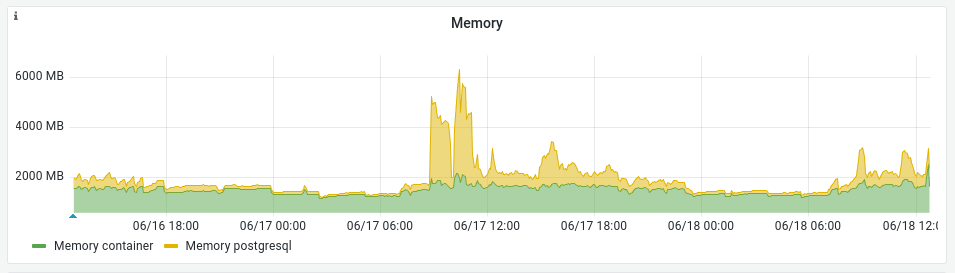 i
Memory
6000 MB
4000 MB
2000 MB
06/16 18:00
06/17 00:00
06/17 06:00
06/17 12:00
06/17 18:00
06/18 00:00
06/18 06:00
06/18 12:0
Memory container
Memory postgresql